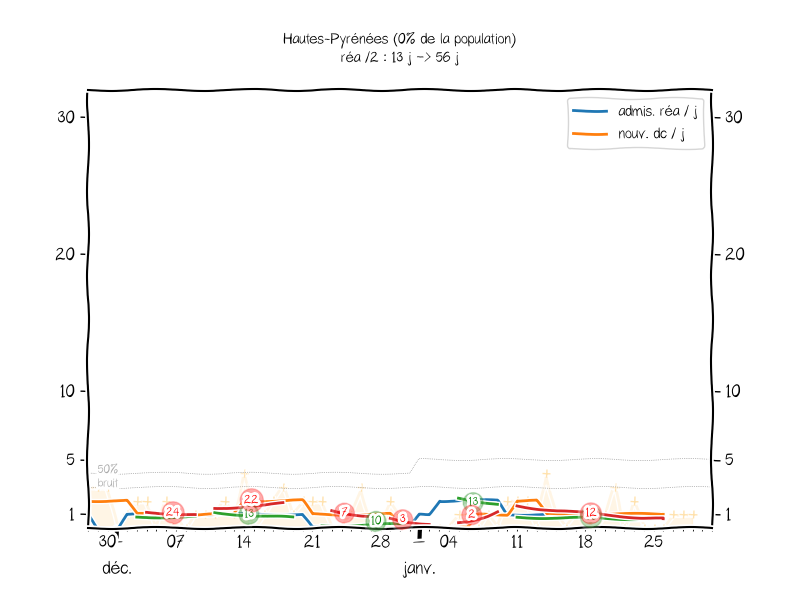 Hautes-Pyrénées (0% de la population)
réa /2 : 13 j -> 56 j
admis. réa / j
nouv. dc / j
30 30
20 20
10 10
5 5
1 1
50%
bruit
24 22 7 10 3 13 2 12
30 07 14 21 28 1 04 11 18 25
déc. janv.